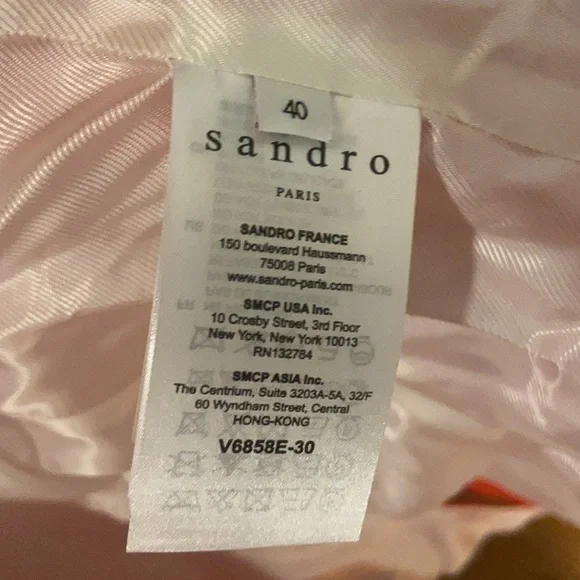 40
sandro
PARIS
SANDRO FRANCE
150 boulevard Haussmann
75008 Paris
www.sandro-paris.com
SMCP USA Inc.
10 Crosby Street, 3rd Floor
New York, New York 10013
RN132784
SMCP ASIA Inc.
The Centrium, Suite 3203A-5A, 32/F
60 Wyndham Street, Central
HONG-KONG
V6858E-30